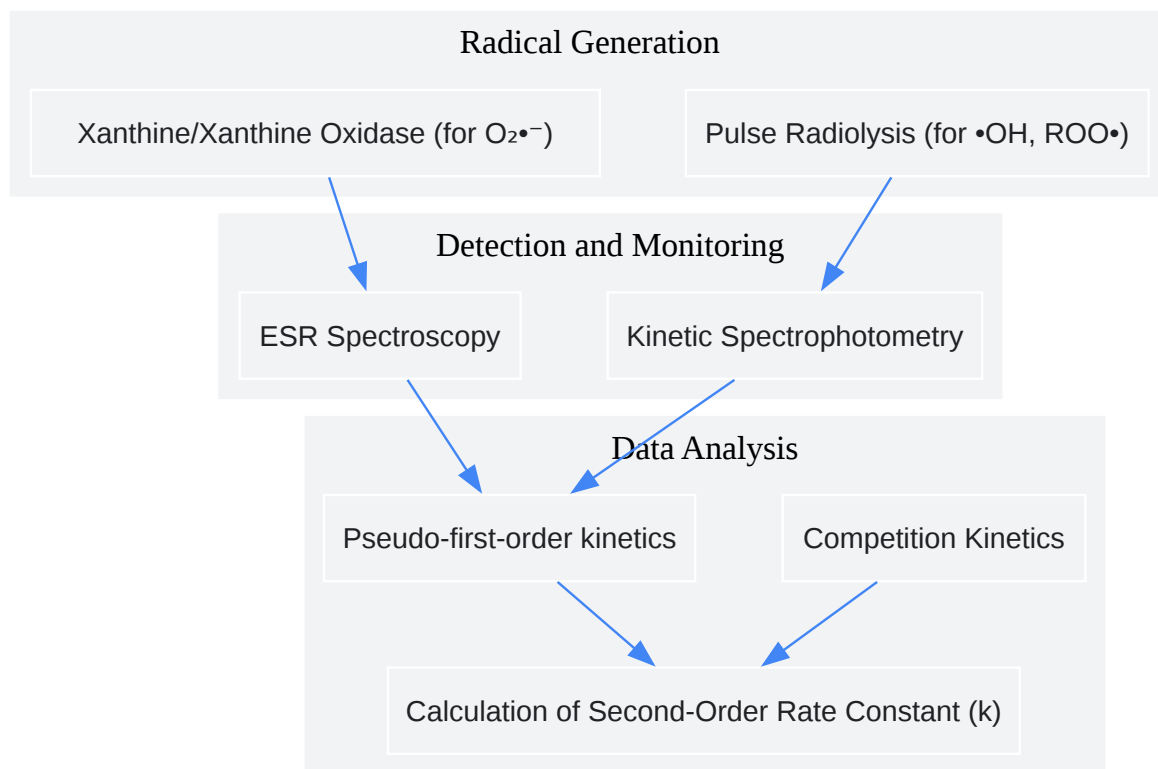 Radical Generation
Xanthine/Xanthine Oxidase (for O₂•⁻)
Pulse Radiolysis (for •OH, ROO•)
Detection and Monitoring
ESR Spectroscopy
Kinetic Spectrophotometry
Data Analysis
Pseudo-first-order kinetics
Competition Kinetics
Calculation of Second-Order Rate Constant (k)